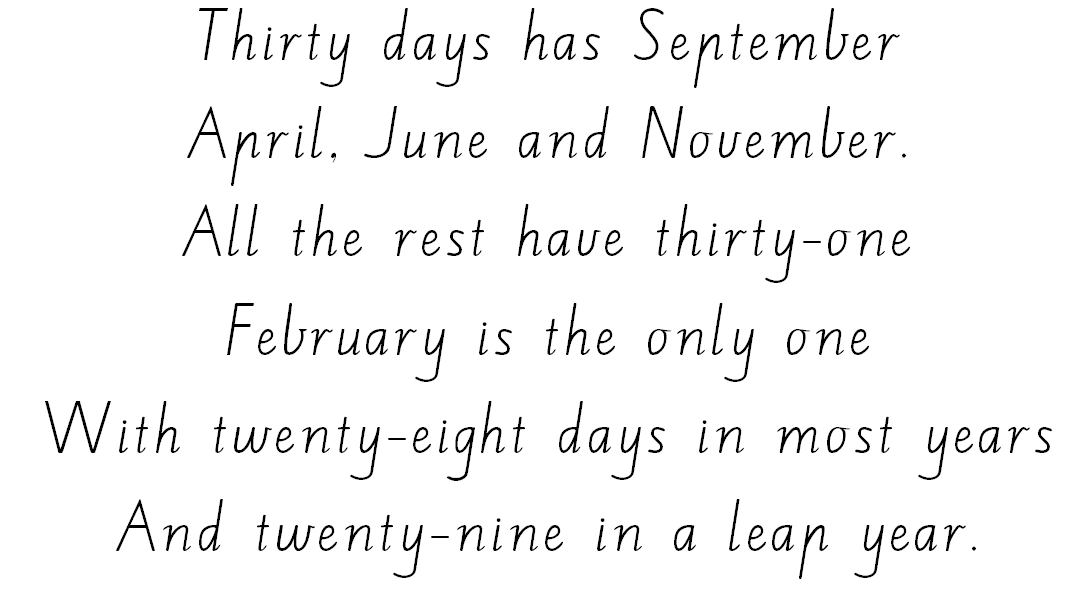 Thirty days has September
April, June and November.
All the rest have thirty-one
February is the only one
With twenty-eight days in most years
And twenty-nine in a leap year.